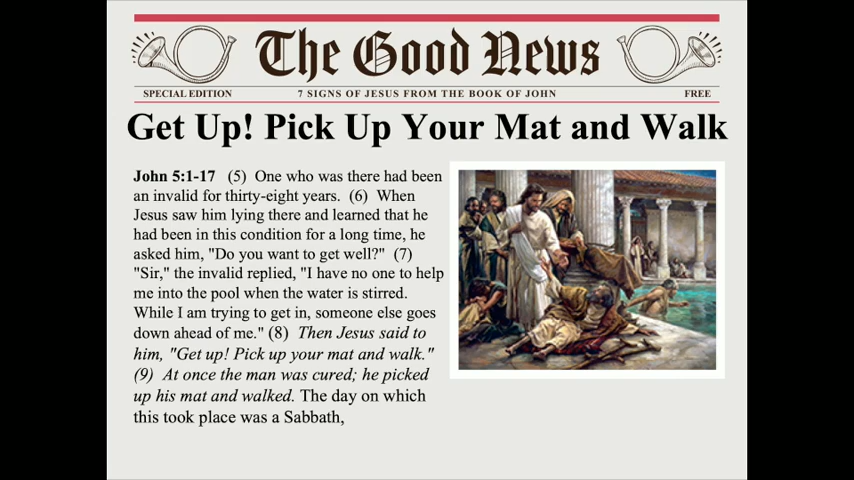 The Good News
SPECIAL EDITION
7 SIGNS OF JESUS FROM THE BOOK OF JOHN
FREE
Get Up! Pick Up Your Mat and Walk
John 5:1-17 (5) One who was there had been
an invalid for thirty-eight years. (6) When
Jesus saw him lying there and learned that he
had been in this condition for a long time, he
asked him, "Do you want to get well?" (7)
"Sir," the invalid replied, "I have no one to help
me into the pool when the water is stirred.
While I am trying to get in, someone else goes
down ahead of me." (8) Then Jesus said to
him, "Get up! Pick up your mat and walk."
(9) At once the man was cured; he picked
up his mat and walked. The day on which
this took place was a Sabbath,